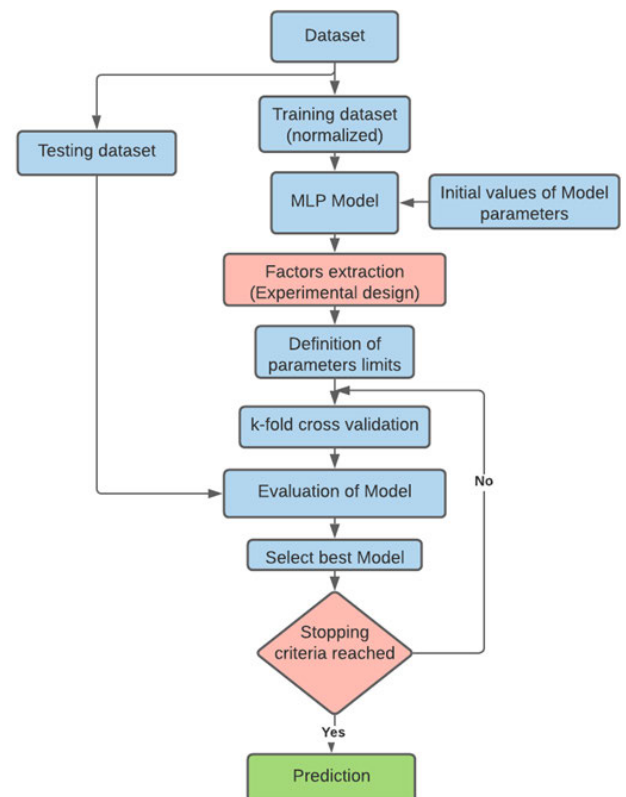 Dataset
Training dataset
(normalized)
Testing dataset
MLP Model
Initial values of Model
parameters
Factors extraction
(Experimental design)
Definition of
parameters limits
k-fold cross validation
Evaluation of Model
No
Select best Model
Stopping
criteria reached
Yes
Prediction